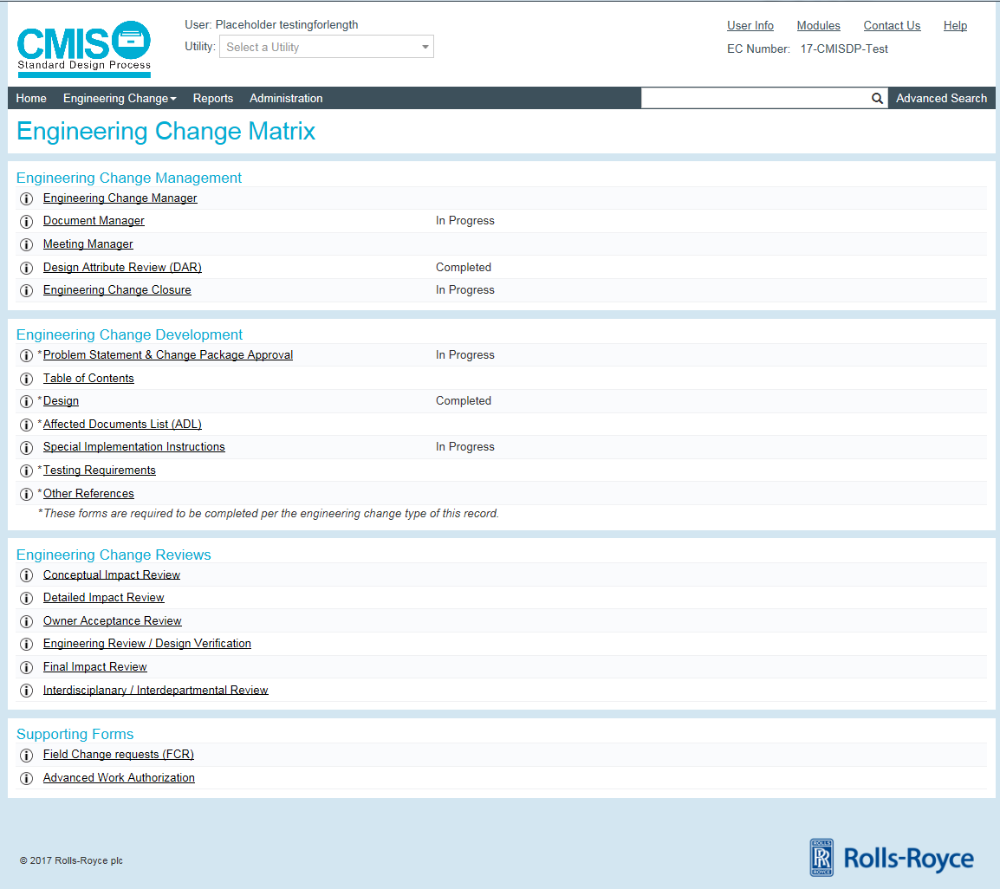 CMIS
Standard Design Process
User: Placeholder testingforlength
Utility: Select a Utility
User Info Modules Contact Us Help
EC Number: 17-CMISDP-Test
Home Engineering Change Reports Administration Advanced Search
Engineering Change Matrix
Engineering Change Management
Engineering Change Manager
Document Manager In Progress
Meeting Manager
Design Attribute Review (DAR) Completed
Engineering Change Closure In Progress
Engineering Change Development
*Problem Statement & Change Package Approval In Progress
Table of Contents
*Design Completed
*Affected Documents List (ADL)
Special Implementation Instructions In Progress
*Testing Requirements
*Other References
*These forms are required to be completed per the engineering change type of this record.
Engineering Change Reviews
Conceptual Impact Review
Detailed Impact Review
Owner Acceptance Review
Engineering Review / Design Verification
Final Impact Review
Interdisciplanary / Interdepartmental Review
Supporting Forms
Field Change requests (FCR)
Advanced Work Authorization
© 2017 Rolls-Royce plc
ROLLS
RR
ROYCE
Rolls-Royce